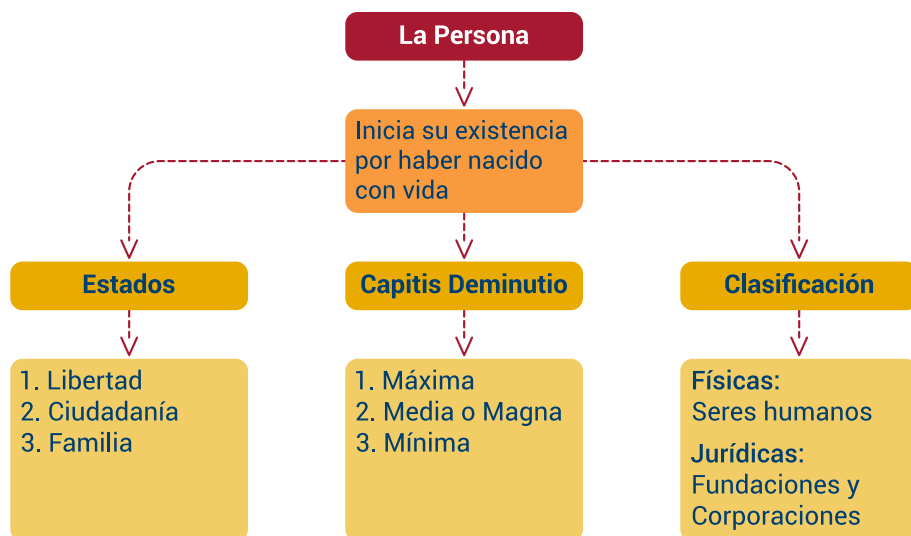 La Persona
Inicia su existencia
por haber nacido
con vida
Estados
1. Libertad
2. Ciudadanía
3. Familia
Capitis Deminutio
1. Máxima
2. Media o Magna
3. Mínima
Clasificación
Físicas:
Seres humanos
Jurídicas:
Fundaciones y
Corporaciones